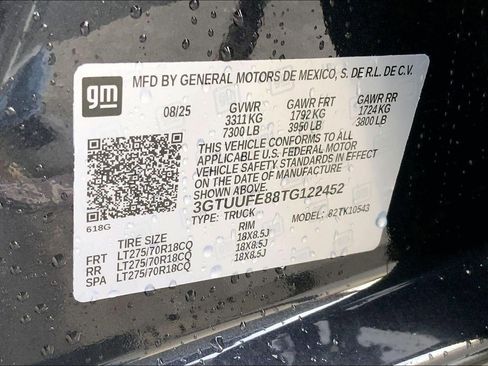 gm
MFD BY GENERAL MOTORS DE MEXICO, S. DE R.L. DE C.V.
08/25 GVWR GAWR FRT GAWR RR
3311 KG 1792 KG 1724 KG
7300 LB 3950 LB 3800 LB
THIS VEHICLE CONFORMS TO ALL
APPLICABLE U.S. FEDERAL MOTOR
VEHICLE SAFETY STANDARDS IN EFFECT
ON THE DATE OF MANUFACTURE
3GTUUFE88TG122452
TYPE: TRUCK MODEL: 82TK10543
618G
TIRE SIZE RIM
FRT LT275/70R18CQ 18X8.5J
RR LT275/70R18CQ 18X8.5J
SPA LT275/70R18CQ 18X8.5J